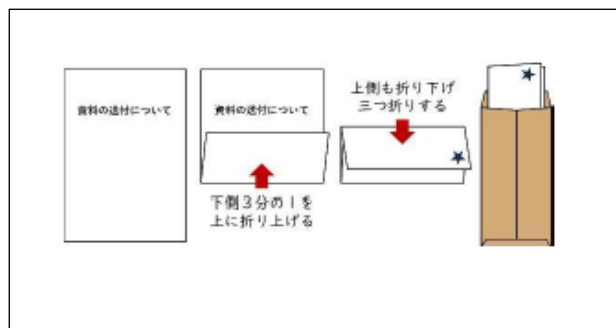 資料の送付について
資料の送付について
下側3分の1を
上に折り上げる
上側も折り下げ
三つ折りする